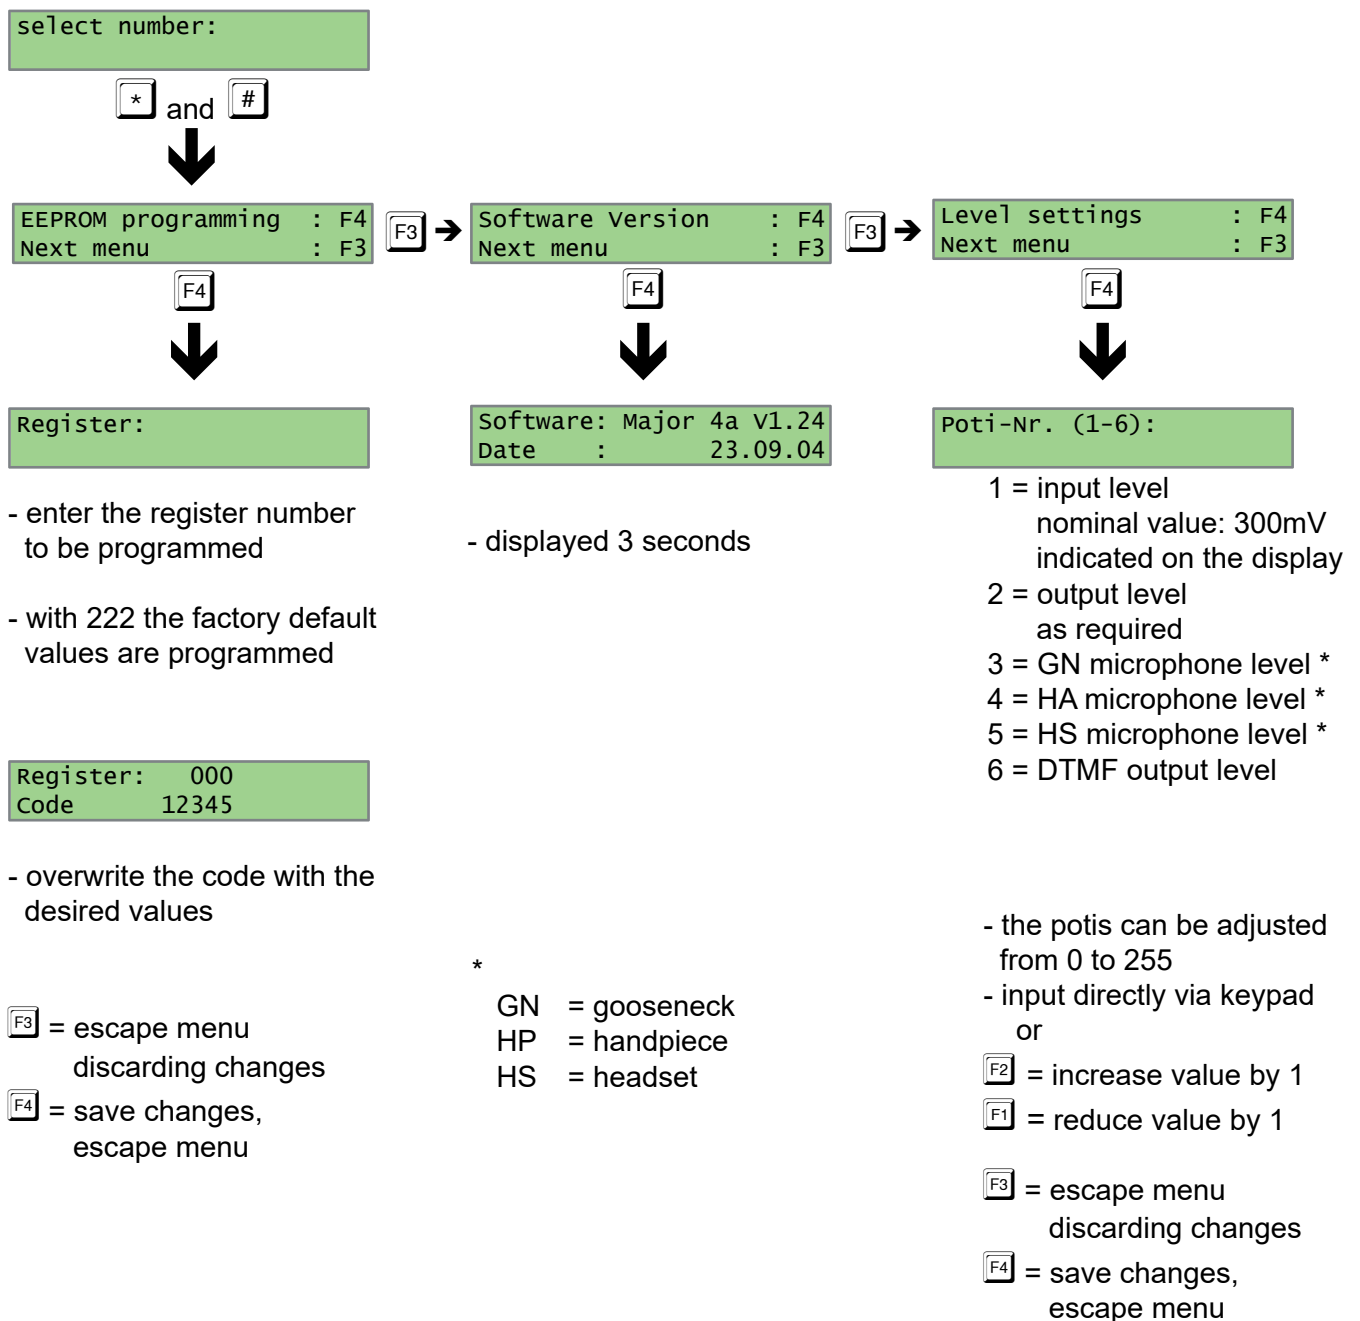 select number:
* and #
EEPROM programming : F4
Next menu : F3
F3
Software Version : F4
Next menu : F3
F3
Level settings : F4
Next menu : F3
F4
F4
F4
Register:
Software: Major 4a V1.24
Date : 23.09.04
Poti-Nr. (1-6):
- enter the register number
to be programmed
- with 222 the factory default
values are programmed
- displayed 3 seconds
1 = input level
nominal value: 300mV
indicated on the display
2 = output level
as required
3 = GN microphone level *
4 = HA microphone level *
5 = HS microphone level *
6 = DTMF output level
Register: 000
Code 12345
- overwrite the code with the
desired values
F3 = escape menu
discarding changes
F4 = save changes,
escape menu
*
GN = gooseneck
HP = handpiece
HS = headset
- the potis can be adjusted
from 0 to 255
- input directly via keypad
or
F2 = increase value by 1
F1 = reduce value by 1
F3 = escape menu
discarding changes
F4 = save changes,
escape menu